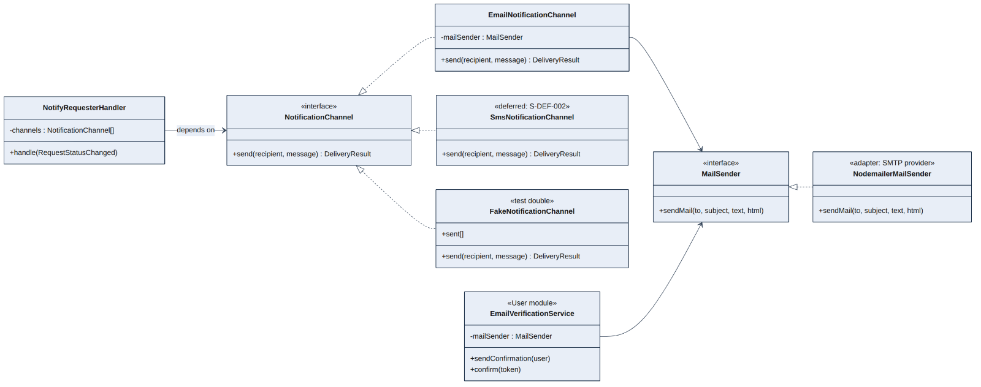 EmailNotificationChannel
-mailSender : MailSender
+send(recipient, message) : DeliveryResult
NotifyRequesterHandler
-channels : NotificationChannel[]
+handle(RequestStatusChanged)
depends on
«interface»
NotificationChannel
+send(recipient, message) : DeliveryResult
«deferred: S-DEF-002»
SmsNotificationChannel
+send(recipient, message) : DeliveryResult
«test double»
FakeNotificationChannel
+sent[]
+send(recipient, message) : DeliveryResult
«interface»
MailSender
+sendMail(to, subject, text, html)
«adapter: SMTP provider»
NodemailerMailSender
+sendMail(to, subject, text, html)
«User module»
EmailVerificationService
-mailSender : MailSender
+sendConfirmation(user)
+confirm(token)